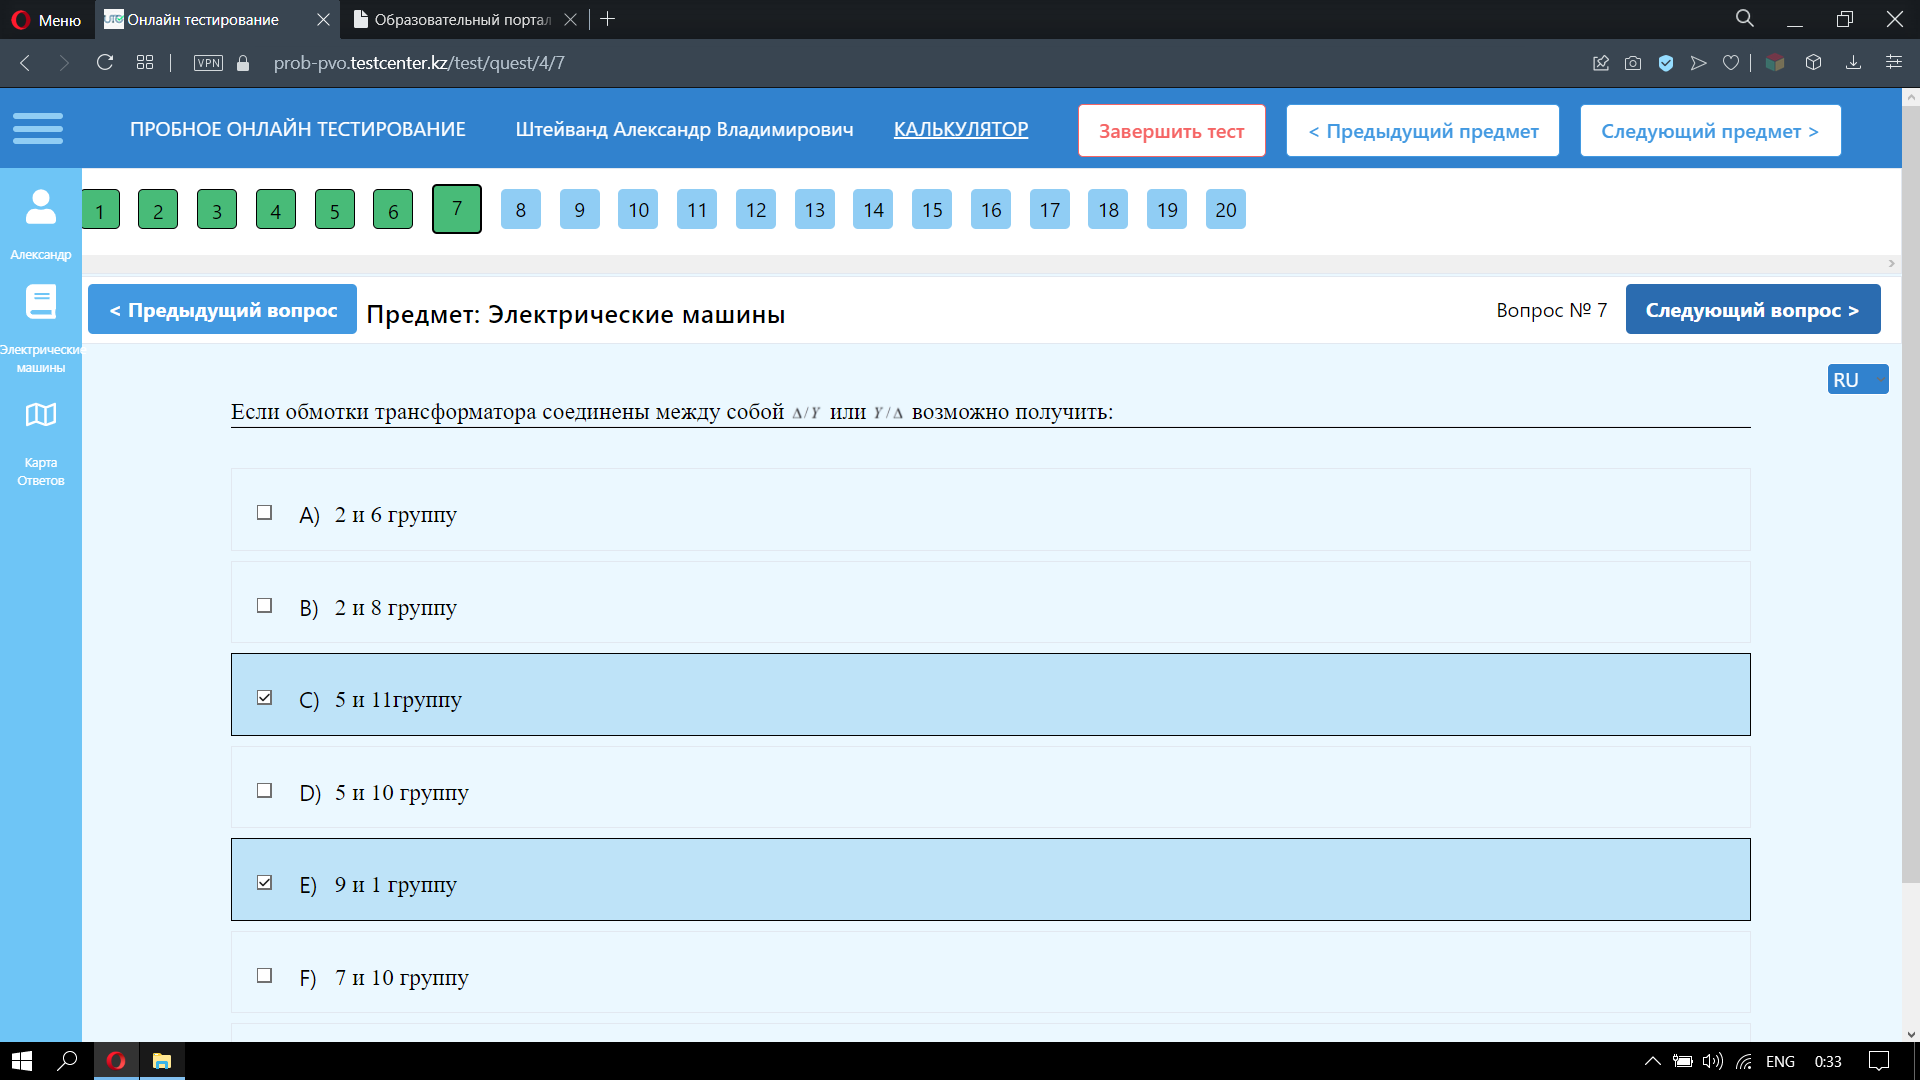 Меню
Онлайн тестирование
Образовательный портал
VPN
prob-pvo.testcenter.kz/test/quest/4/7
ПРОБНОЕ ОНЛАЙН ТЕСТИРОВАНИЕ
Штейванд Александр Владимирович
КАЛЬКУЛЯТОР
Завершить тест
< Предыдущий предмет
Следующий предмет >
1 2 3 4 5 6 7 8 9 10 11 12 13 14 15 16 17 18 19 20
Александр
Электрические
машины
Карта
Ответов
< Предыдущий вопрос
Предмет: Электрические машины
Вопрос № 7
Следующий вопрос >
RU
Если обмотки трансформатора соединены между собой Δ/Y или Y/Δ возможно получить:
A) 2 и 6 группу
B) 2 и 8 группу
C) 5 и 11группу
D) 5 и 10 группу
E) 9 и 1 группу
F) 7 и 10 группу
ENG
0:33